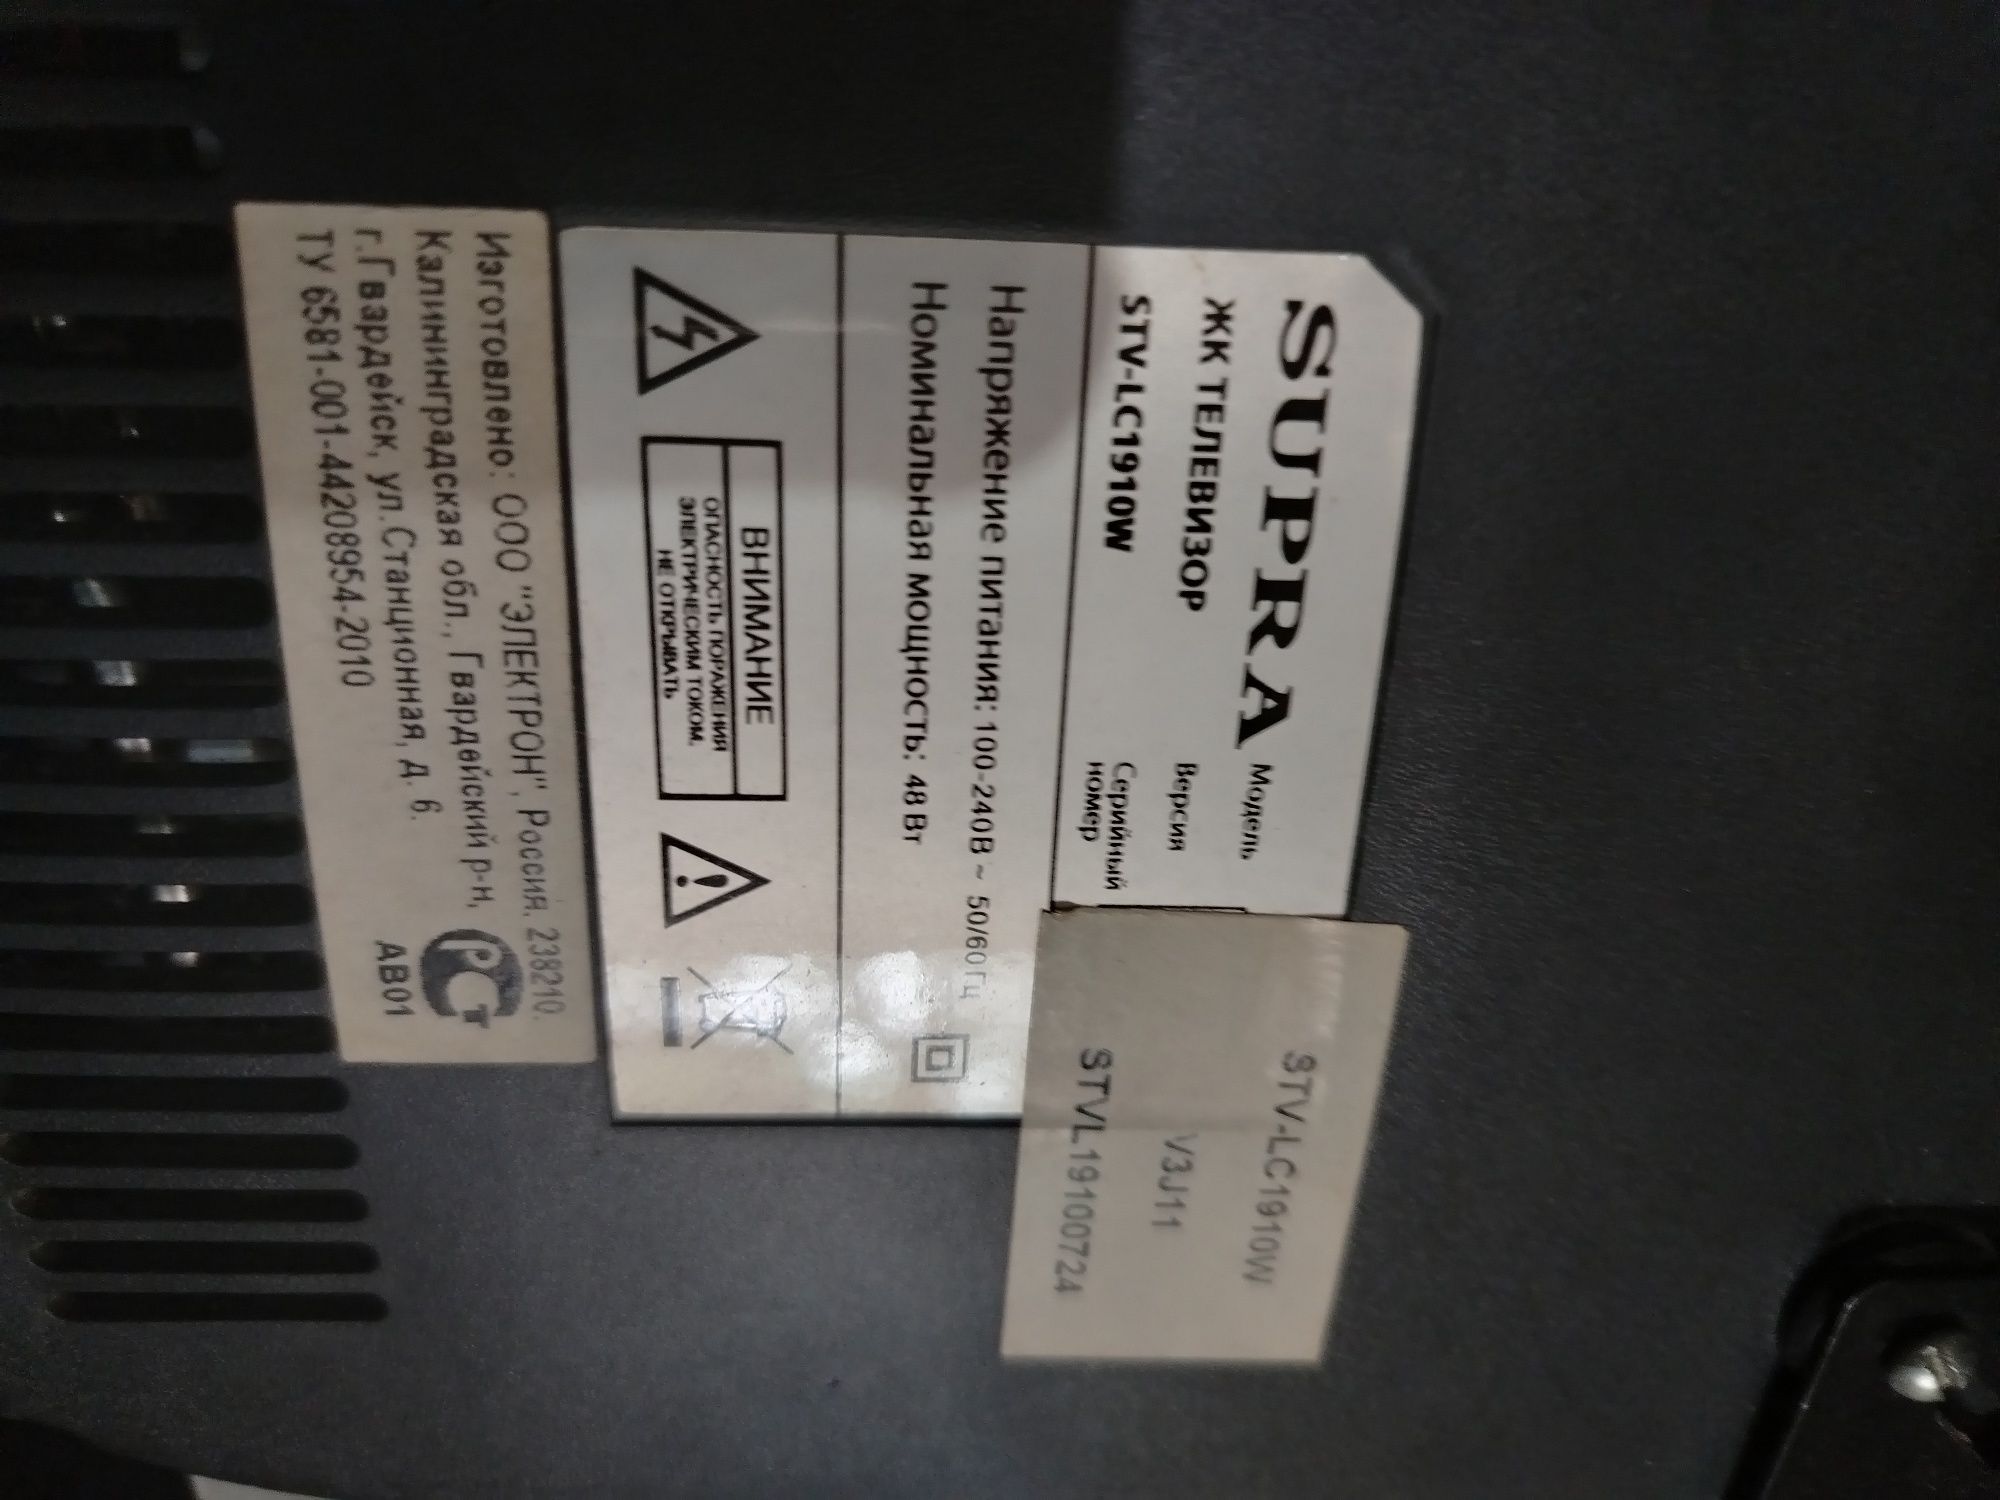 SUPRA
ЖК ТЕЛЕВИЗОР
STV-LC1910W
Модель
Версия
Серийный
номер
STV-LC1910W
V3J11
STVL19100724
Напряжение питания: 100-240В ~ 50/60 Гц
Номинальная мощность: 48 Вт
ВНИМАНИЕ
ОПАСНОСТЬ ПОРАЖЕНИЯ
ЭЛЕКТРИЧЕСКИМ ТОКОМ.
НЕ ОТКРЫВАТЬ
Изготовлено: ООО "ЭЛЕКТРОН", Россия, 238210.
Калининградская обл., Гвардейский р-н,
г.Гвардейск, ул.Станционная, д. 6.
ТУ 6581-001-44208954-2010
РСТ
АВ01